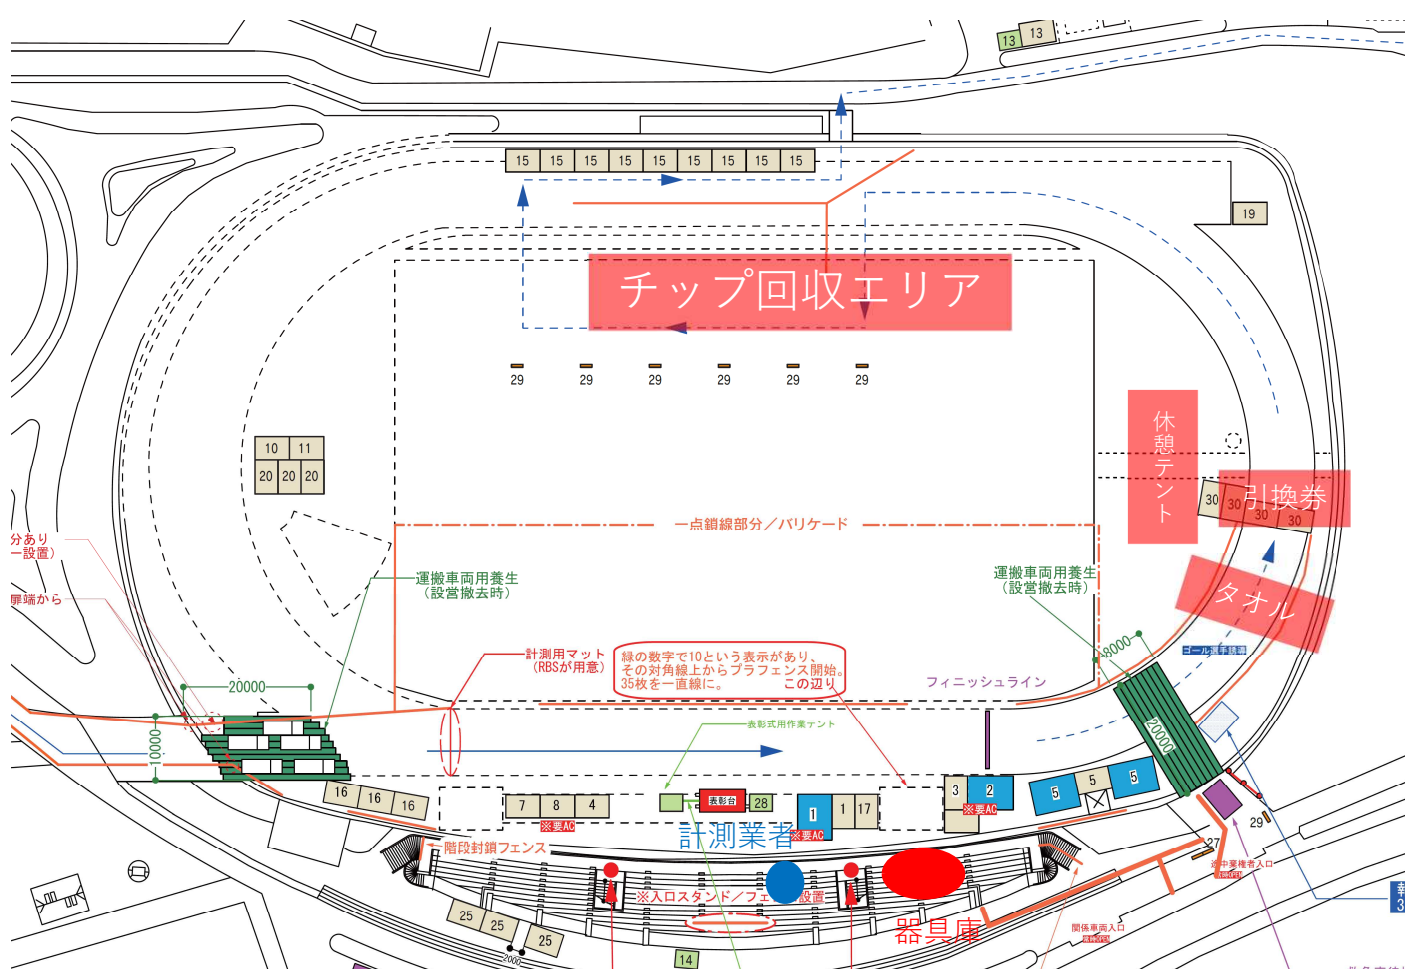 13 13
15 15 15 15 15 15 15 15 15
19
チップ回収エリア
29 29 29 29 29 29
休憩テント
10 11
20 20 20
30 30 30 30
引換券
一点鎖線部分／バリケード
分あり
一設置）
扉端から
運搬車両用養生
（設営撤去時）
運搬車両用養生
（設営撤去時）
タオル
ゴール選手誘導
計測用マット
(RBSが用意)
緑の数字で10という表示があり、
その対角線上からプラフェンス開始。
35枚を一直線に。 この辺り
フィニッシュライン
8000
20000
10000
20000
表彰式用作業テント
16 16 16
7 8 4
※要AC
表彰台
28
1 1 17
※要AC
3 2
※要AC
5 5 5
計測業者
階段封鎖フェンス
29
27
※入口スタンド／フェ
設置
器具庫
関係車両入口
25 25 25
2000
14